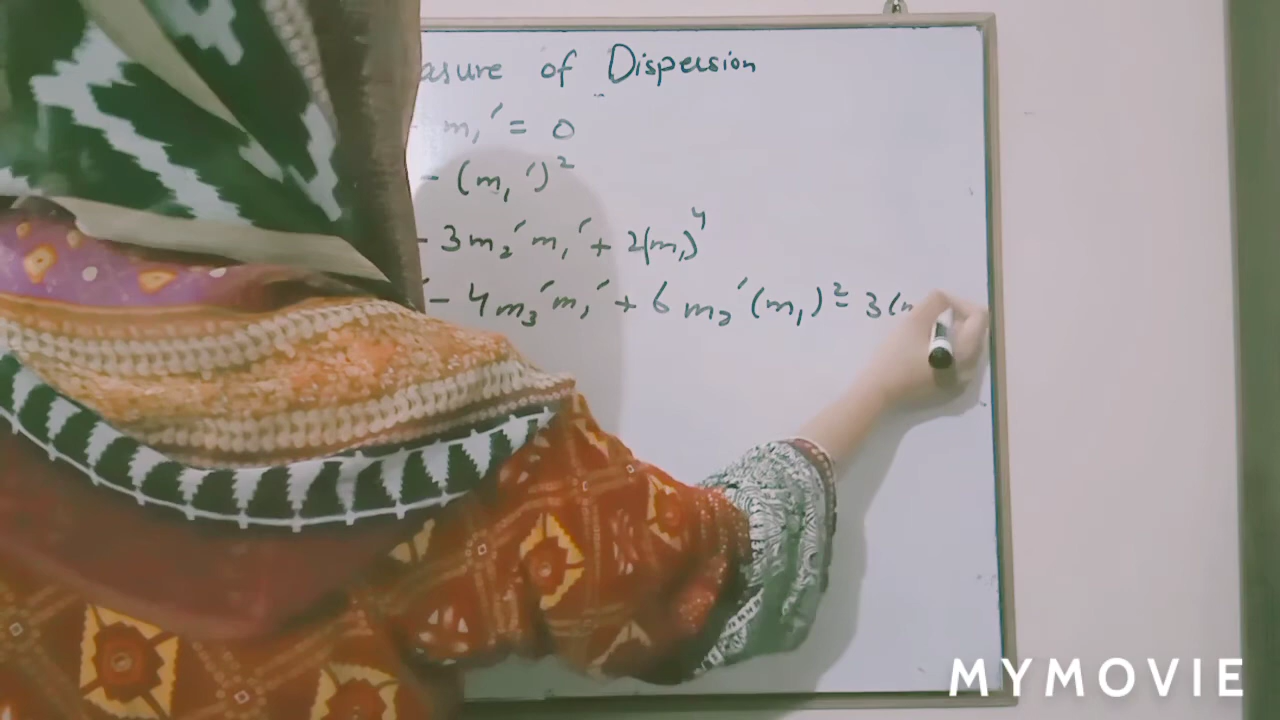 asure of Dispersion
- m₁′ = 0
- (m₁′)²
- 3m₂′m₁′ + 2(m₁)⁴
′- 4m₃′m₁′ + 6m₂′(m₁)² - 3(
MYMOVIE